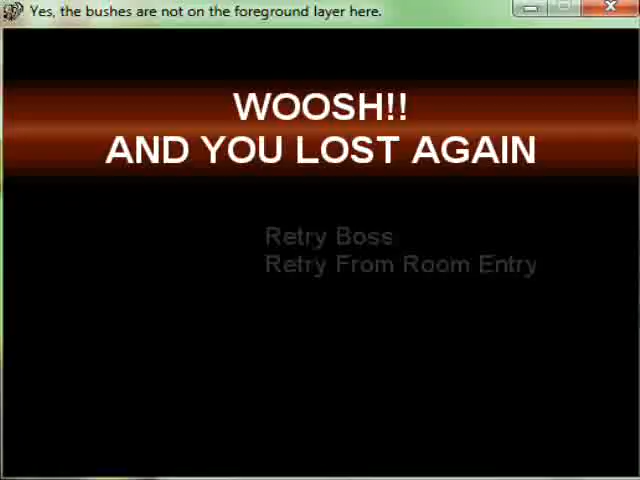 Yes, the bushes are not on the foreground layer here.
WOOSH!!
AND YOU LOST AGAIN
Retry Boss
Retry From Room Entry